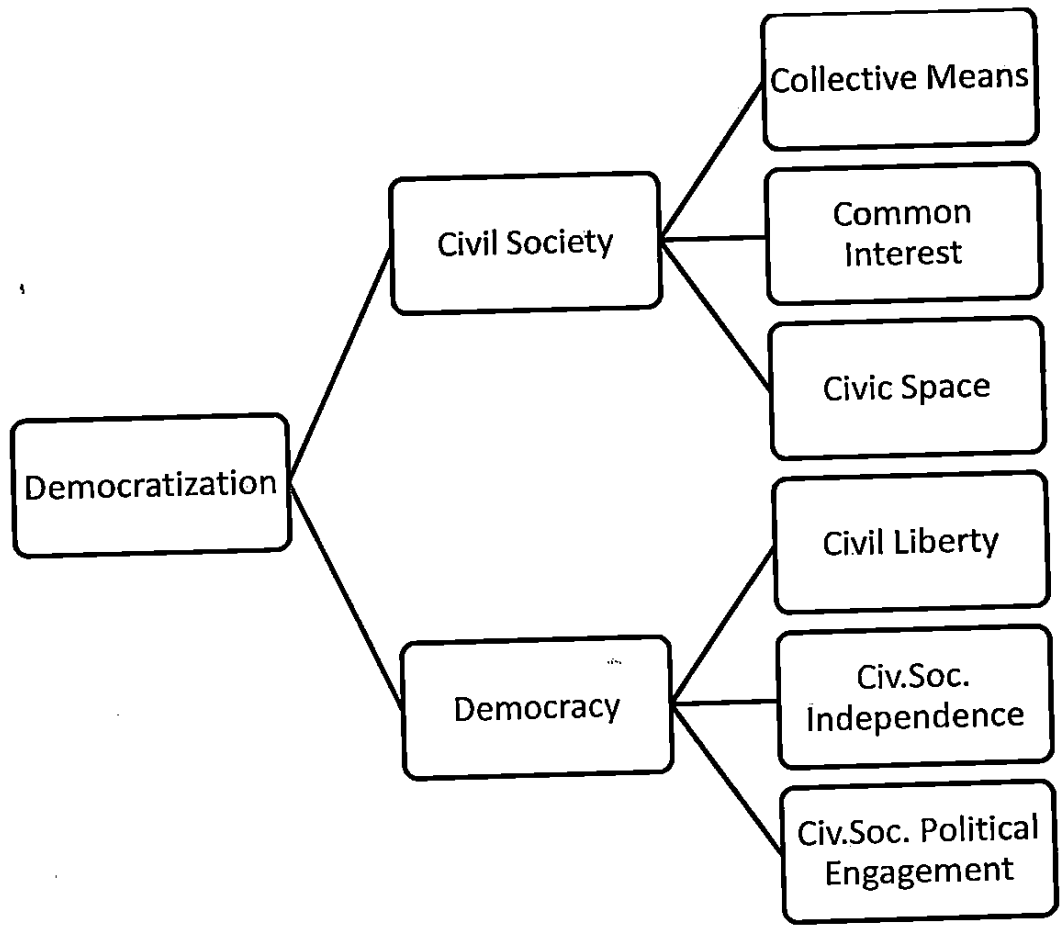 Collective Means
Common
Interest
Civil Society
Civic Space
Democratization
Civil Liberty
Democracy
Civ.Soc.
Independence
Civ.Soc. Political
Engagement